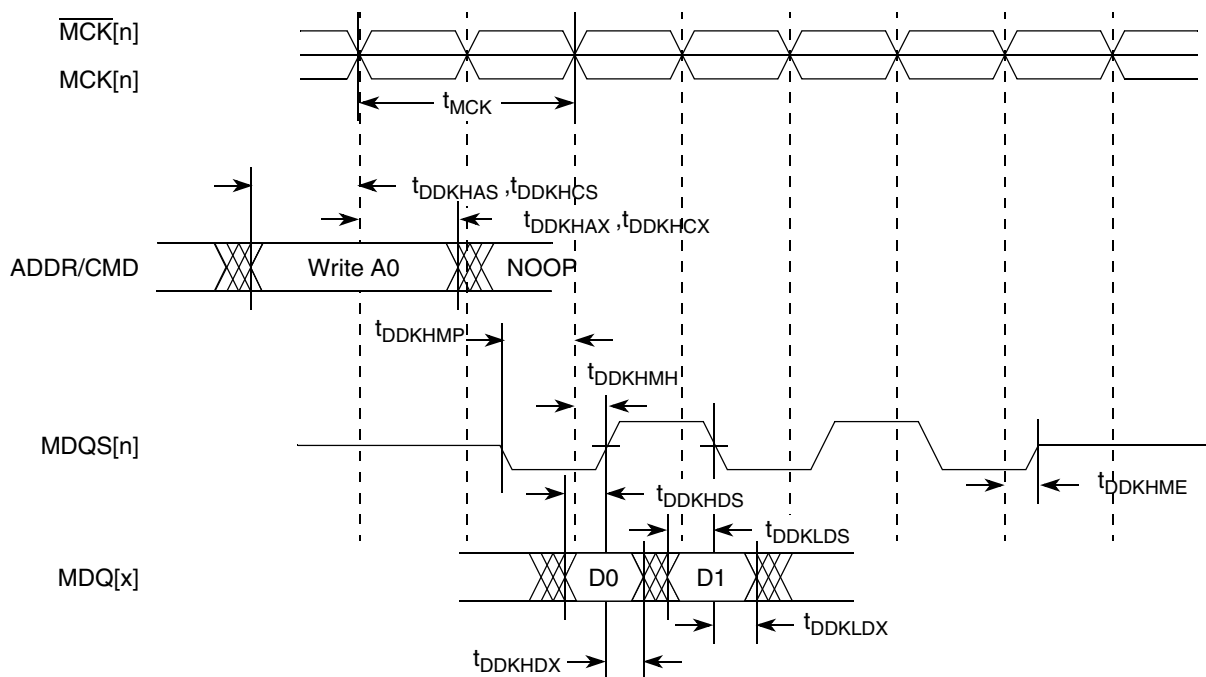 MCK[n]
MCK[n]
tMCK
tDDKHAS ,tDDKHCS
tDDKHAX ,tDDKHCX
ADDR/CMD
Write A0
NOOP
tDDKHMP
tDDKHMH
MDQS[n]
tDDKHME
tDDKHDS
tDDKLDS
MDQ[x]
D0
D1
tDDKLDX
tDDKHDX